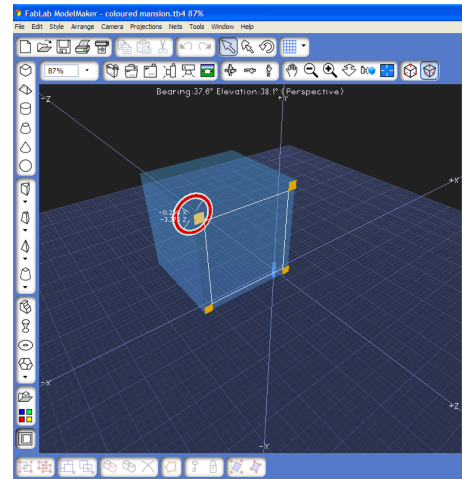 FabLab ModelMaker - coloured mansion.tb4 87%
File Edit Style Arrange Camera Projections Nets Tools Window Help
87%
Bearing:37.6° Elevation:38.1° (Perspective)
-Z
+Y
+X
X
Z
-X
+Z
-Y